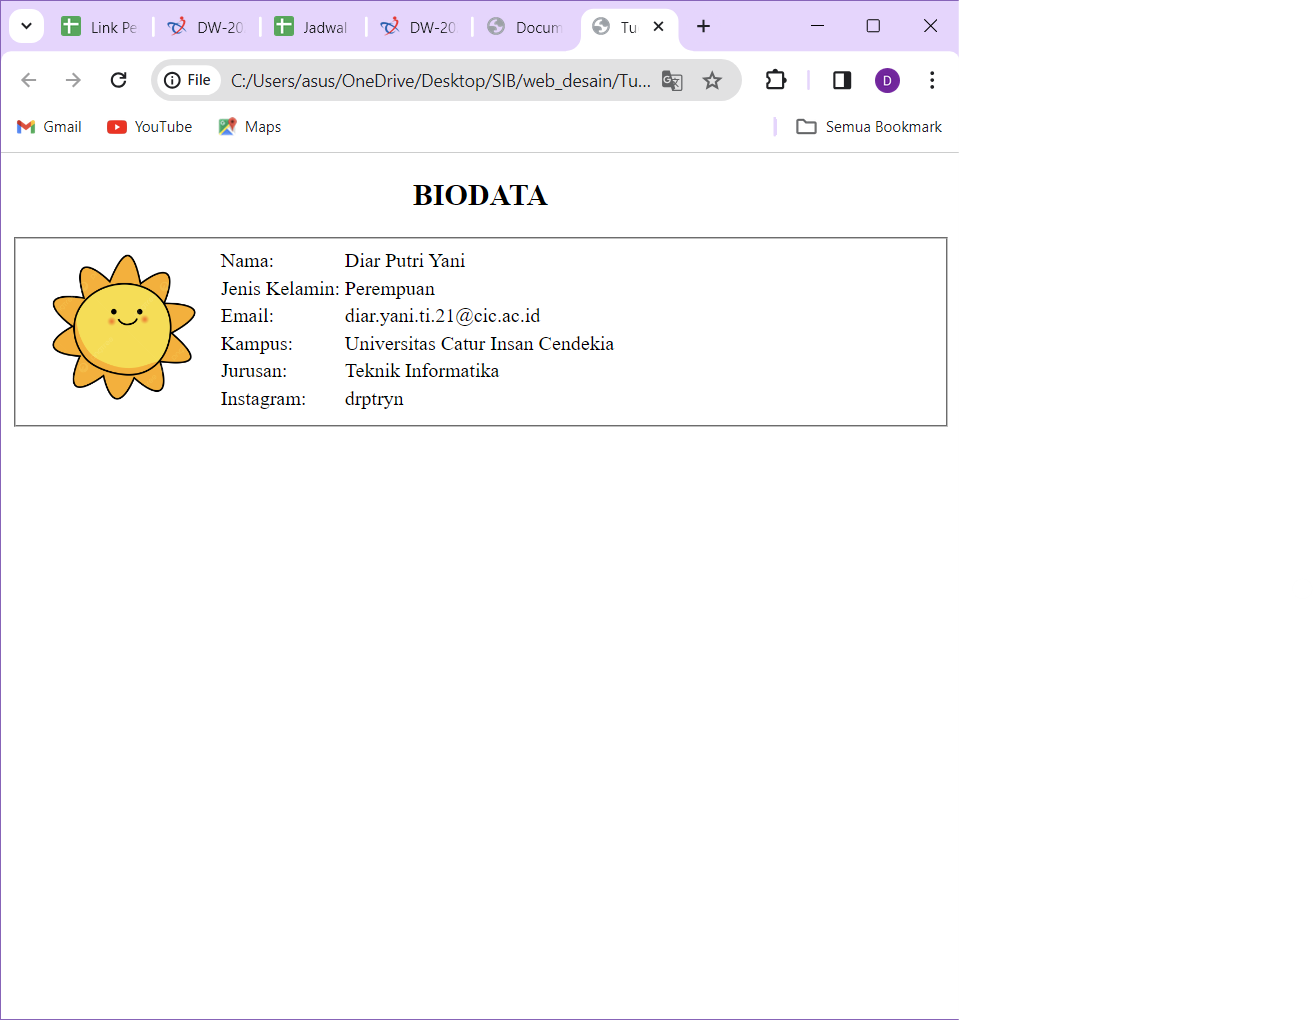 Link Pe DW-20 Jadwal DW-20 Docum Tu
File C:/Users/asus/OneDrive/Desktop/SIB/web_desain/Tu... D
Gmail YouTube Maps Semua Bookmark
BIODATA
Nama: Diar Putri Yani
Jenis Kelamin: Perempuan
Email: diar.yani.ti.21@cic.ac.id
Kampus: Universitas Catur Insan Cendekia
Jurusan: Teknik Informatika
Instagram: drptryn